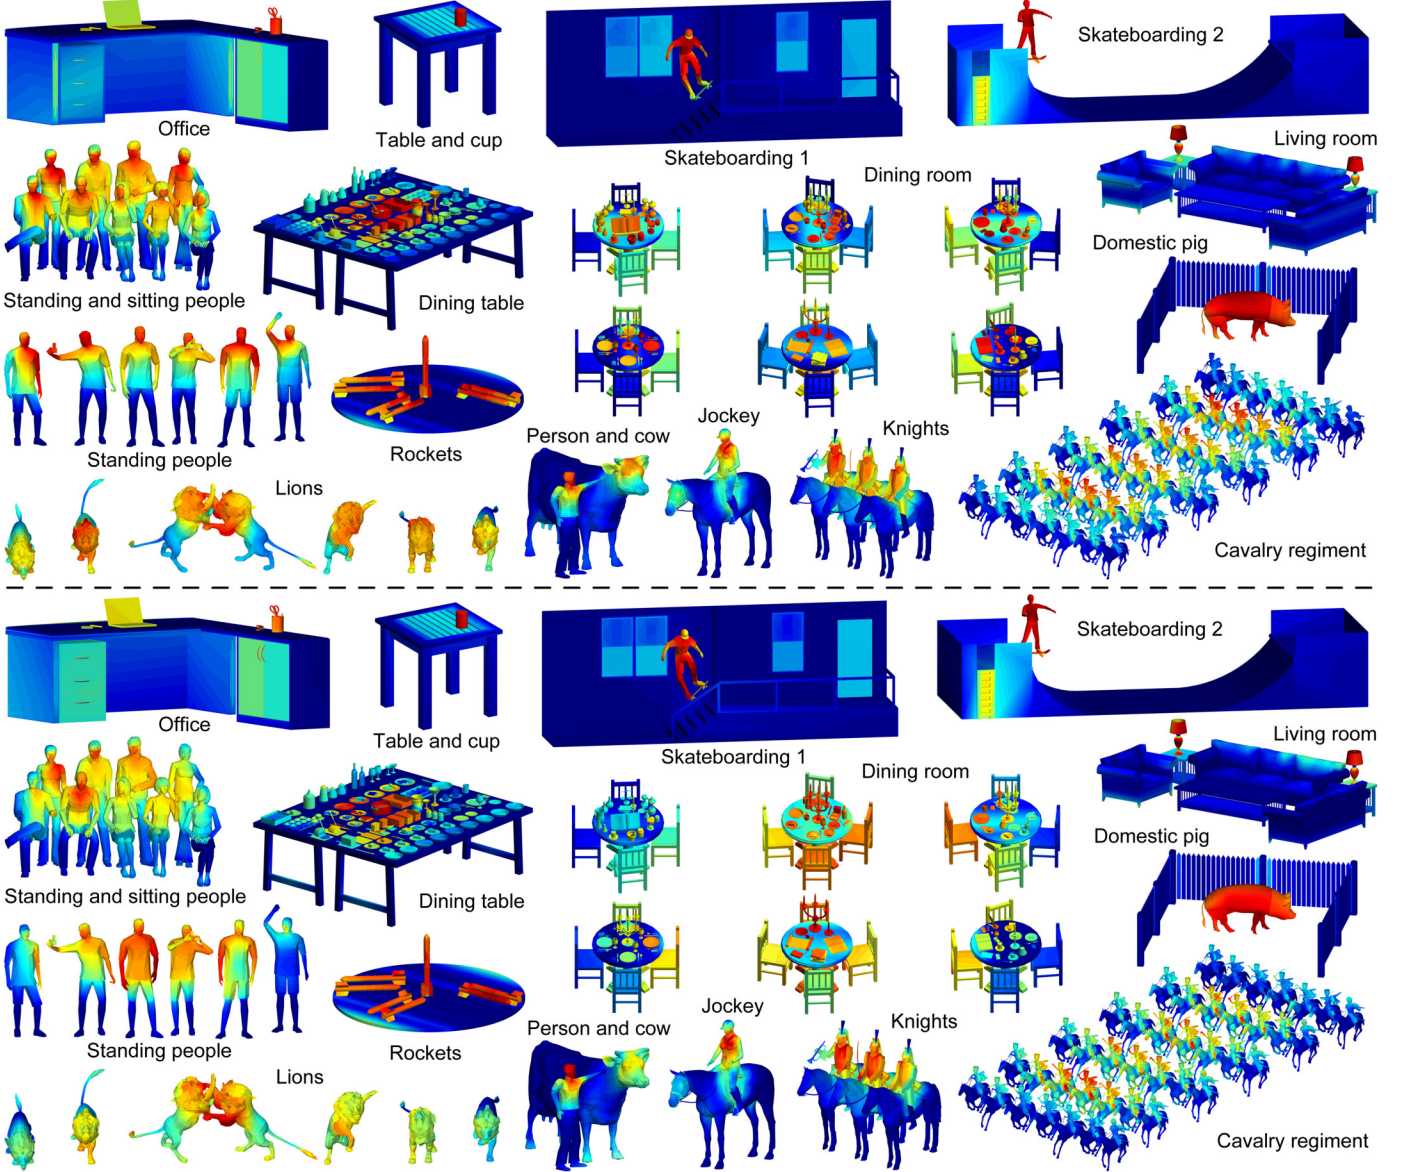 Office
Table and cup
Skateboarding 1
Skateboarding 2
Living room
Standing and sitting people
Dining table
Dining room
Domestic pig
Standing people
Rockets
Person and cow
Jockey
Knights
Lions
Cavalry regiment
Office
Table and cup
Skateboarding 1
Skateboarding 2
Living room
Standing and sitting people
Dining table
Dining room
Domestic pig
Standing people
Rockets
Person and cow
Jockey
Knights
Lions
Cavalry regiment